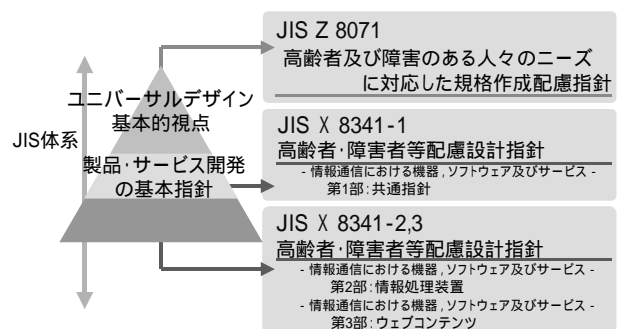 JIS体系
ユニバーサルデザイン
基本的視点
製品・サービス開発
の基本指針
JIS Z 8071
高齢者及び障害のある人々のニーズ
に対応した規格作成配慮指針
JIS X 8341-1
高齢者・障害者等配慮設計指針
- 情報通信における機器,ソフトウェア及びサービス -
第1部:共通指針
JIS X 8341-2,3
高齢者・障害者等配慮設計指針
- 情報通信における機器,ソフトウェア及びサービス -
第2部:情報処理装置
- 情報通信における機器,ソフトウェア及びサービス -
第3部:ウェブコンテンツ